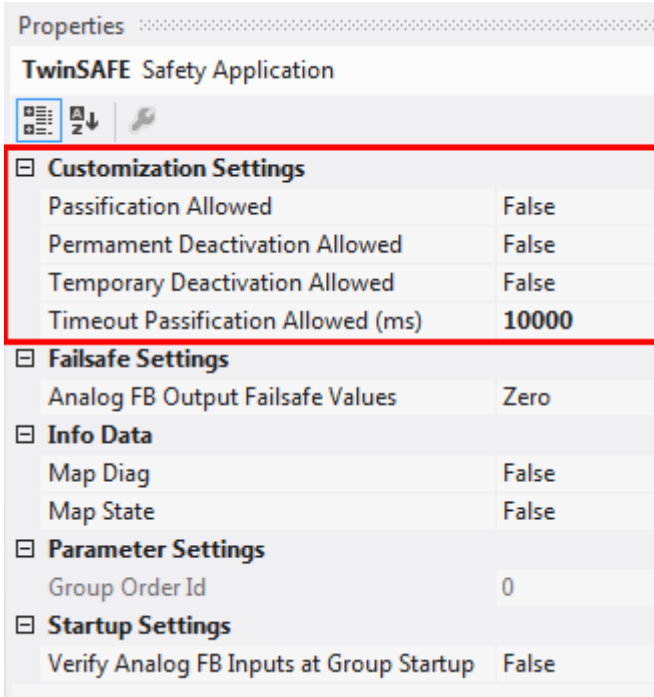 Properties
TwinSAFE Safety Application
Customization Settings
Passification Allowed False
Permament Deactivation Allowed False
Temporary Deactivation Allowed False
Timeout Passification Allowed (ms) 10000
Failsafe Settings
Analog FB Output Failsafe Values Zero
Info Data
Map Diag False
Map State False
Parameter Settings
Group Order Id 0
Startup Settings
Verify Analog FB Inputs at Group Startup False